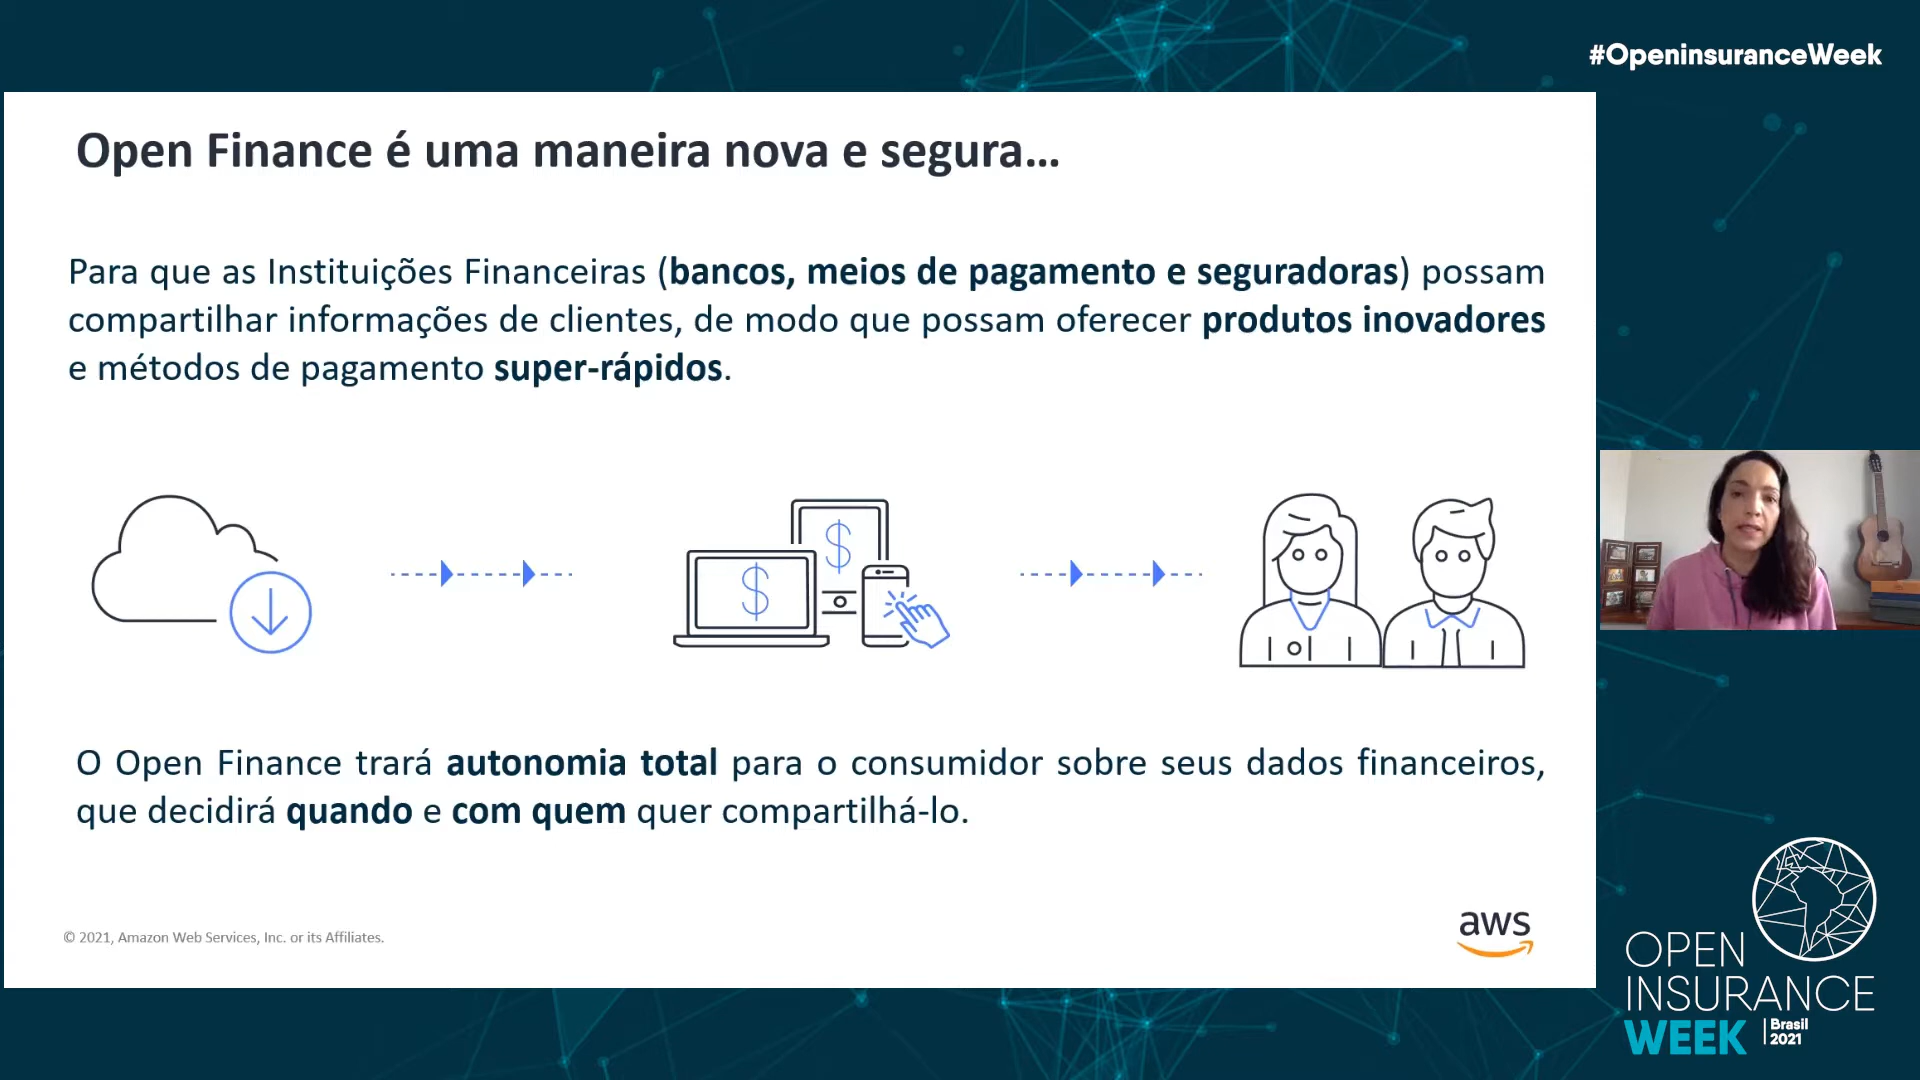 #OpeninsuranceWeek
Open Finance é uma maneira nova e segura...
Para que as Instituições Financeiras (bancos, meios de pagamento e seguradoras) possam
compartilhar informações de clientes, de modo que possam oferecer produtos inovadores
e métodos de pagamento super-rápidos.
$
$
O Open Finance trará autonomia total para o consumidor sobre seus dados financeiros,
que decidirá quando e com quem quer compartilhá-lo.
© 2021, Amazon Web Services, Inc. or its Affiliates.
aws
OPEN
INSURANCE
WEEK
Brasil
2021